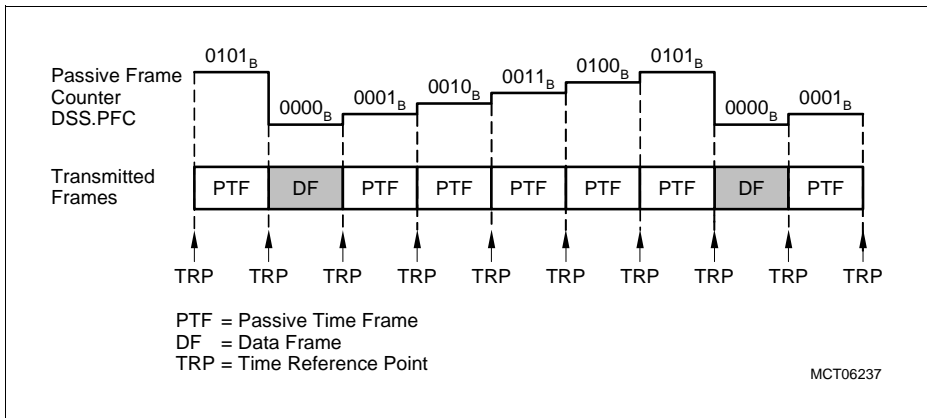 0101B 0000B 0001B 0010B 0011B 0100B 0101B 0000B 0001B
Passive Frame
Counter
DSS.PFC
Transmitted
Frames
PTF DF PTF PTF PTF PTF PTF DF PTF
TRP TRP TRP TRP TRP TRP TRP TRP TRP TRP
PTF = Passive Time Frame
DF = Data Frame
TRP = Time Reference Point
MCT06237